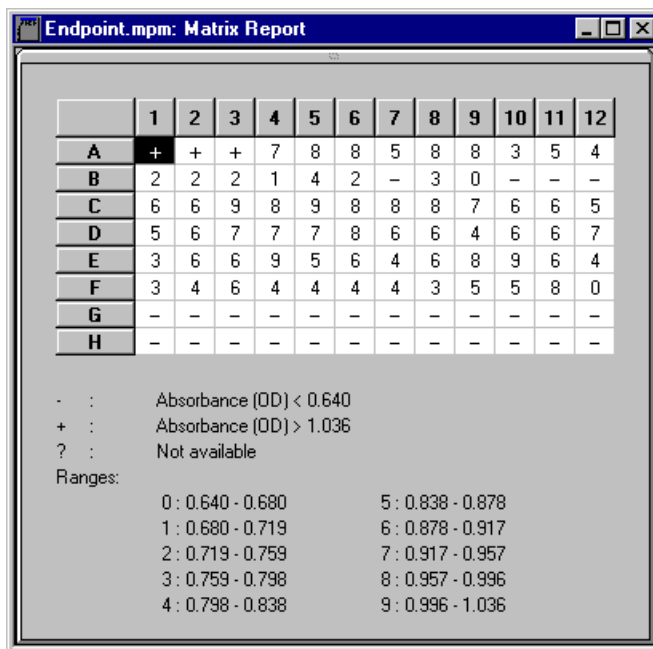 Endpoint.mpm: Matrix Report
1 2 3 4 5 6 7 8 9 10 11 12
A + + + 7 8 8 5 8 8 3 5 4
B 2 2 2 1 4 2 – 3 0 – – –
C 6 6 9 8 9 8 8 8 7 6 6 5
D 5 6 7 7 7 8 6 6 4 6 6 7
E 3 6 6 9 5 6 4 6 8 9 6 4
F 3 4 6 4 4 4 4 3 5 5 8 0
G – – – – – – – – – – – –
H – – – – – – – – – – – –
- : Absorbance (OD) < 0.640
+ : Absorbance (OD) > 1.036
? : Not available
Ranges:
0 : 0.640 - 0.680 5 : 0.838 - 0.878
1 : 0.680 - 0.719 6 : 0.878 - 0.917
2 : 0.719 - 0.759 7 : 0.917 - 0.957
3 : 0.759 - 0.798 8 : 0.957 - 0.996
4 : 0.798 - 0.838 9 : 0.996 - 1.036